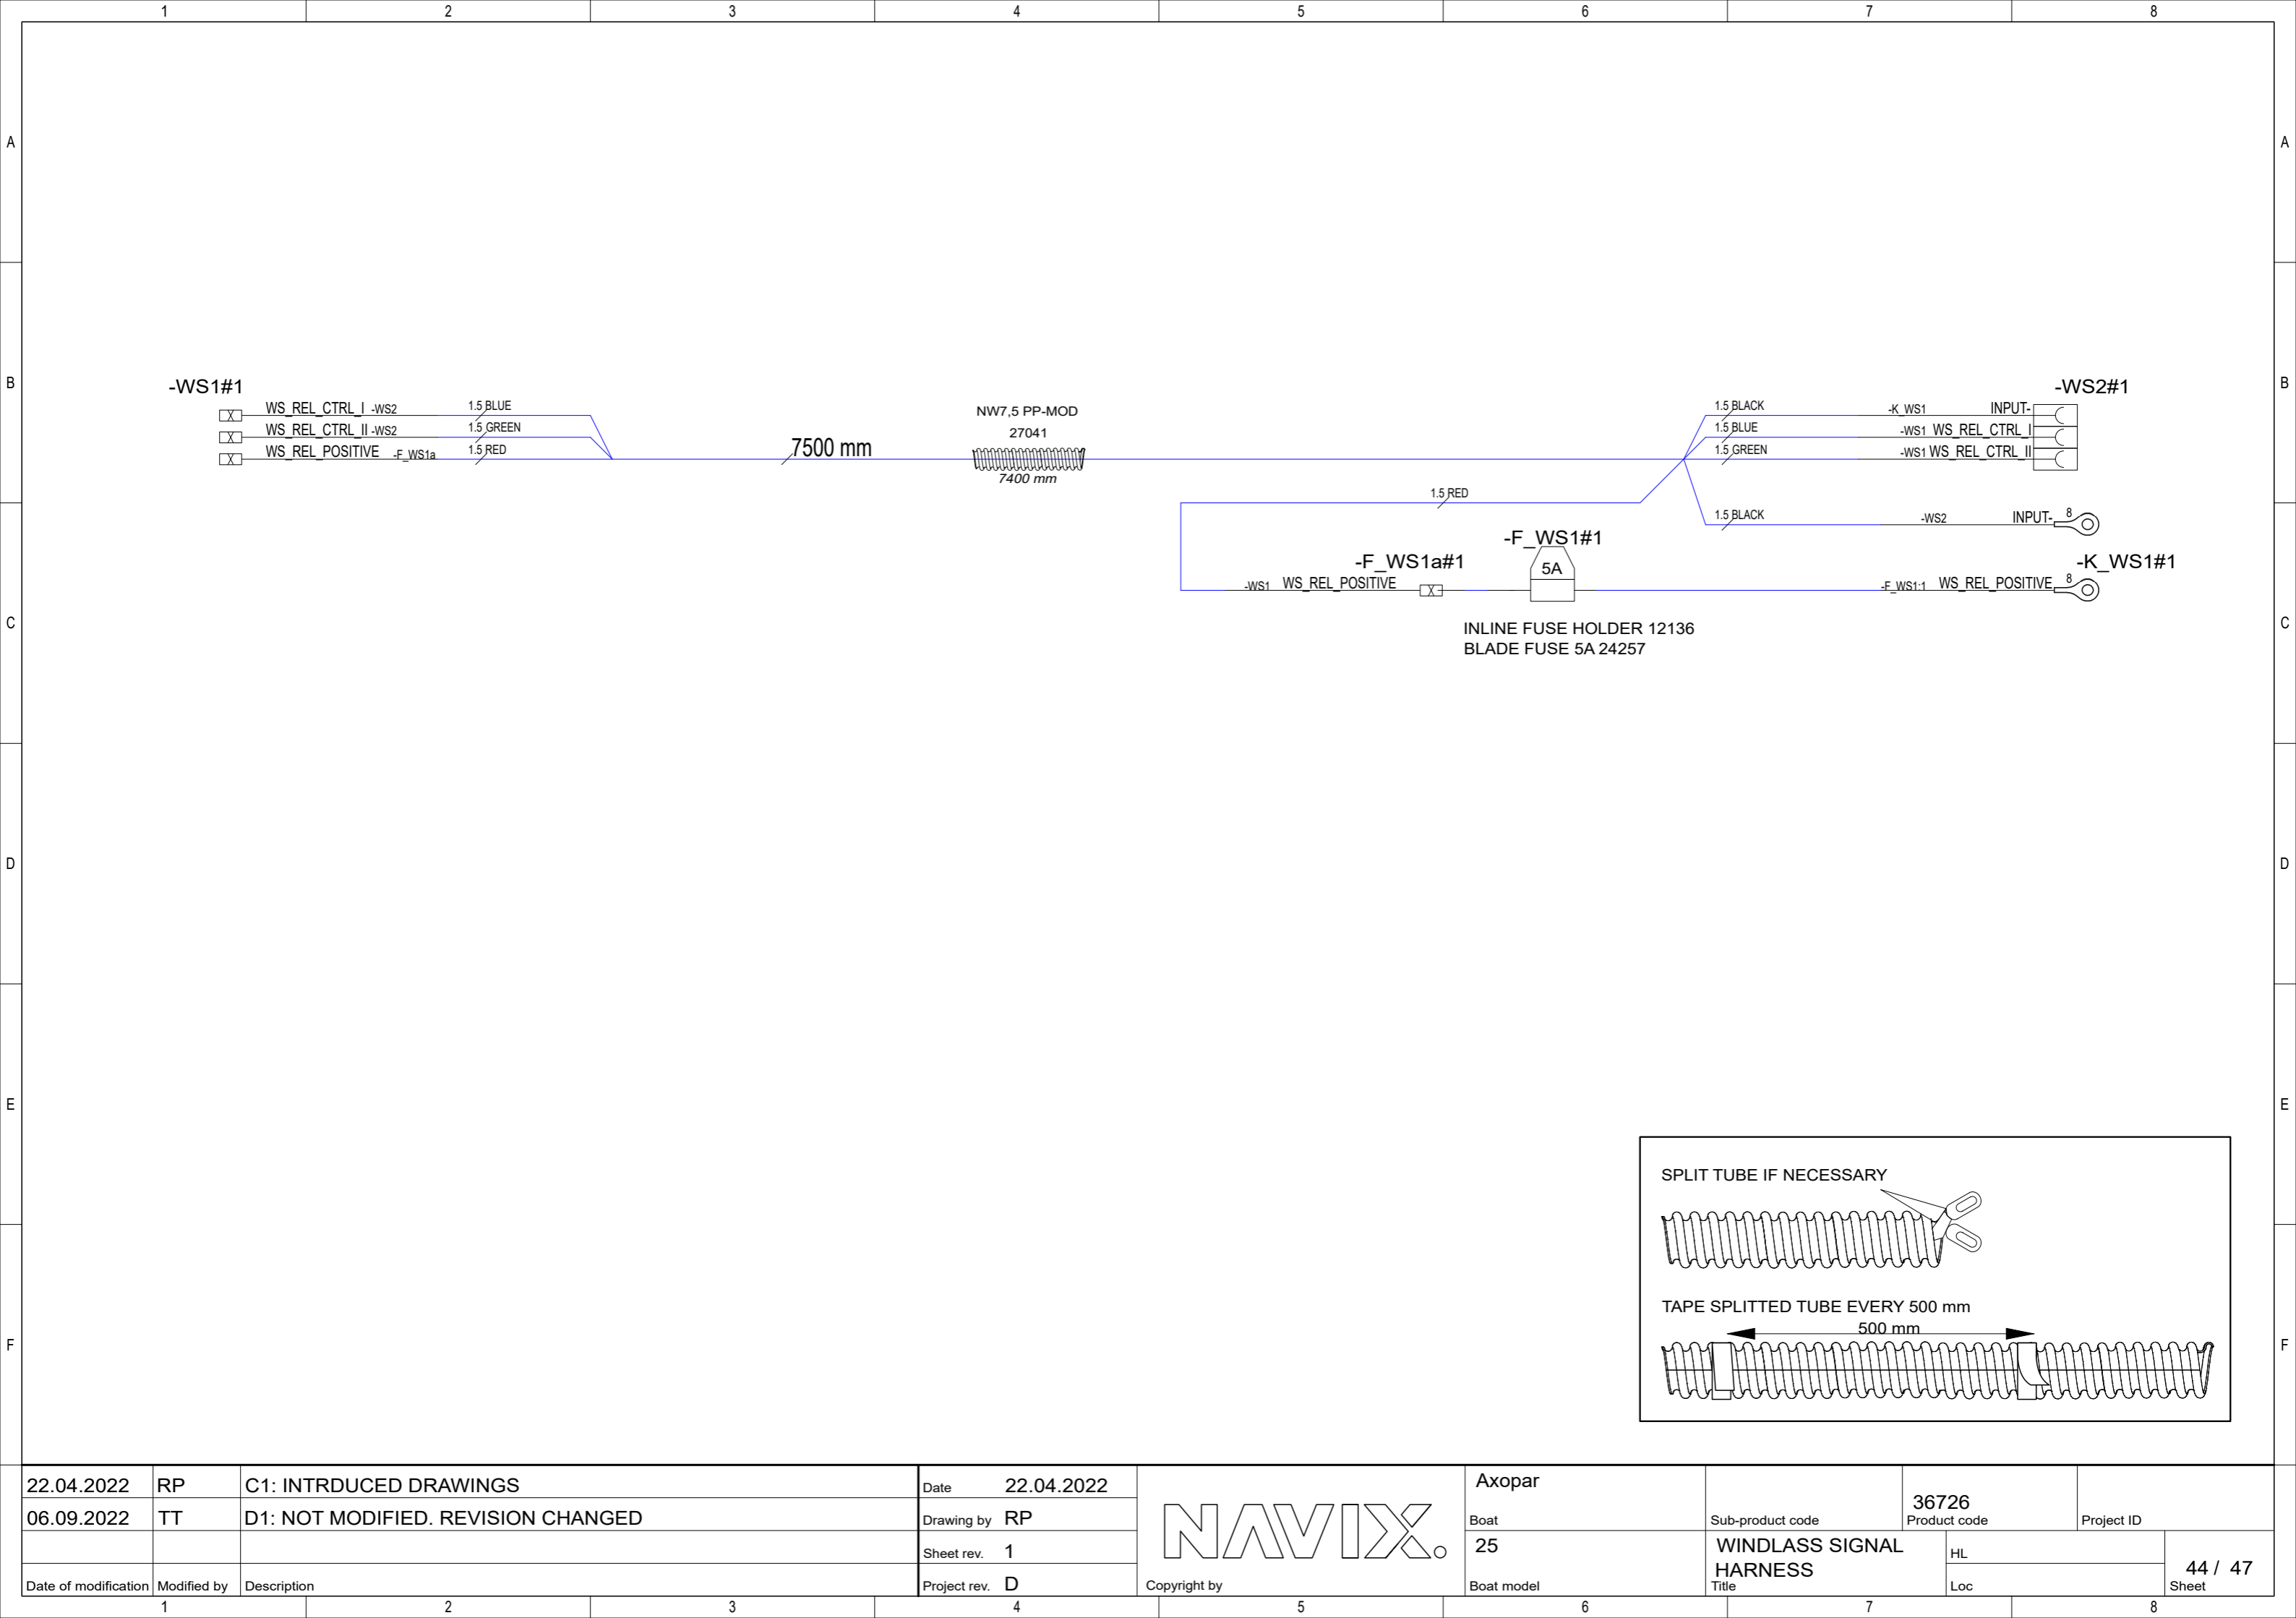 1 2 3 4 5 6 7 8
A A
B B
C C
D D
E E
F F
-WS1#1
WS_REL_CTRL_I -WS2 1.5 BLUE
WS_REL_CTRL_II -WS2 1.5 GREEN
WS_REL_POSITIVE -F_WS1a 1.5 RED
7500 mm
NW7,5 PP-MOD
27041
7400 mm
-WS2#1
1.5 BLACK -K_WS1 INPUT-
1.5 BLUE -WS1 WS_REL_CTRL_I
1.5 GREEN -WS1 WS_REL_CTRL_II
1.5 RED
1.5 BLACK -WS2 INPUT- 8
-F_WS1#1
5A
-F_WS1a#1
-K_WS1#1
-WS1 WS_REL_POSITIVE
-F_WS1:1 WS_REL_POSITIVE 8
INLINE FUSE HOLDER 12136
BLADE FUSE 5A 24257
SPLIT TUBE IF NECESSARY
TAPE SPLITTED TUBE EVERY 500 mm
500 mm
22.04.2022 RP C1: INTRDUCED DRAWINGS
06.09.2022 TT D1: NOT MODIFIED. REVISION CHANGED
Date of modification Modified by Description
Date 22.04.2022
Drawing by RP
Sheet rev. 1
Project rev. D
NAVIX
Copyright by
Axopar
Boat
25
Boat model
Sub-product code
36726
Product code
Project ID
WINDLASS SIGNAL
HARNESS
Title
HL
Loc
44 / 47
Sheet
1 2 3 4 5 6 7 8